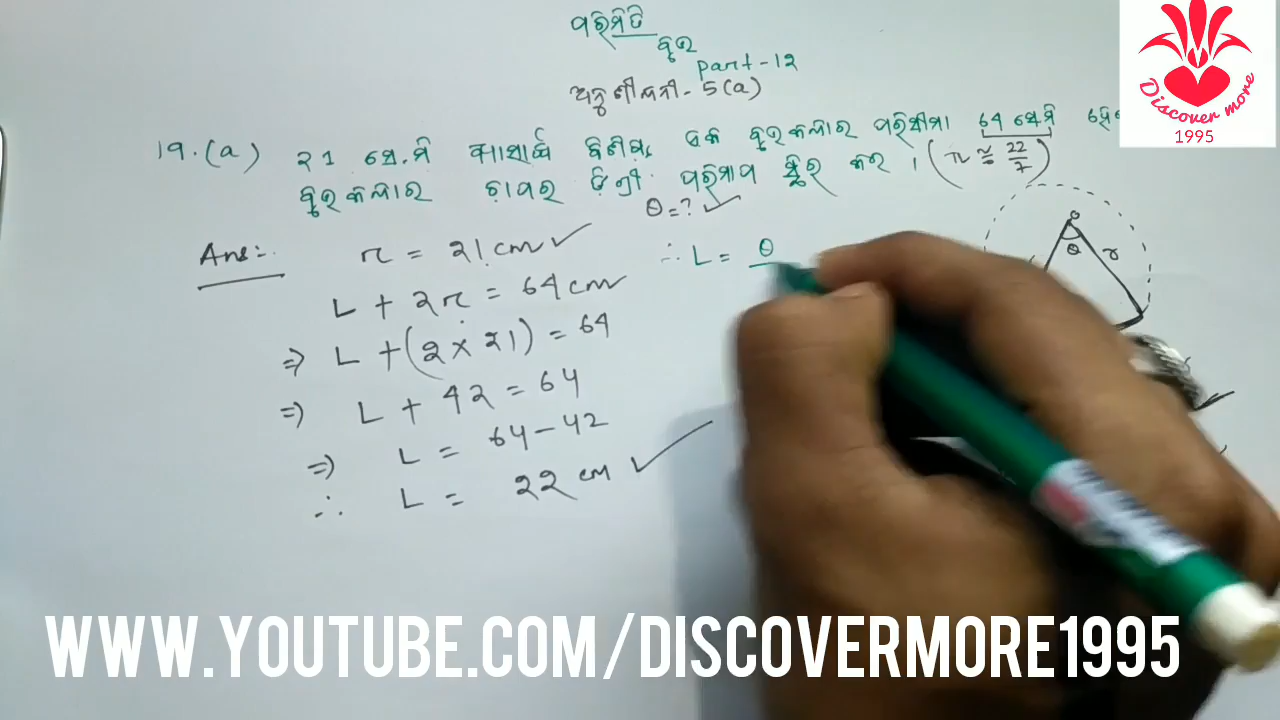 ପରିମିତି
ବୃତ୍ତ
Part-12
ଅନୁଶୀଳନୀ - 5(a)
19.(a) ୨1 ସେ.ମି ବ୍ୟାସାର୍ଦ୍ଧ ବିଶିଷ୍ଟ ଏକ ବୃତ୍ତକଳାର ପରିସୀମା 64 ସେମି
ବୃତ୍ତକଳାର ଚାପର ଡିଗ୍ରୀ ପରିମାପ ସ୍ଥିର କର । (π ≅ 22/7)
θ = ?
Ans:-
r = 21 cm
L + 2r = 64 cm
⇒ L + (2 × 21) = 64
⇒ L + 42 = 64
⇒ L = 64 - 42
∴ L = 22 cm
∴ L = θ
θ
r
Discover more
1995
WWW.YOUTUBE.COM/DISCOVERMORE1995